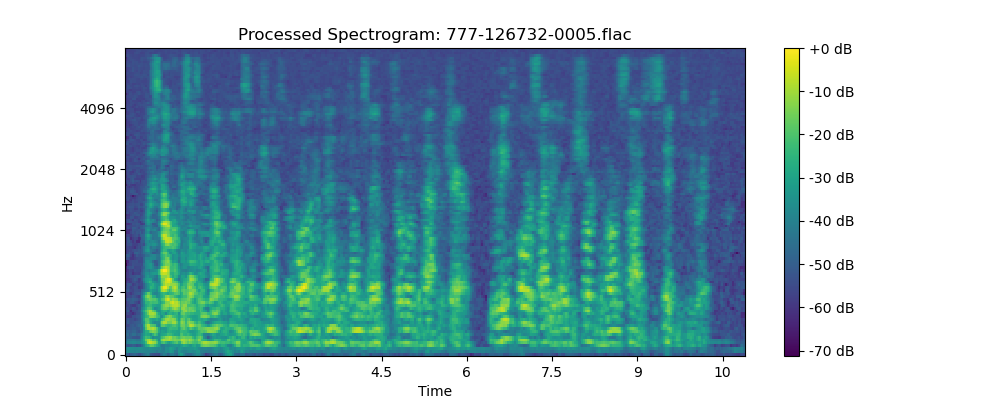 Processed Spectrogram: 777-126732-0005.flac
Hz
4096
2048
1024
512
0
0 1.5 3 4.5 6 7.5 9 10
Time
+0 dB
-10 dB
-20 dB
-30 dB
-40 dB
-50 dB
-60 dB
-70 dB